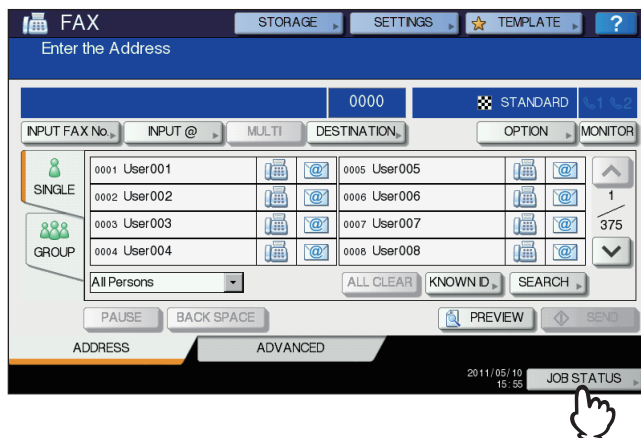 FAX STORAGE SETTINGS TEMPLATE ?
Enter the Address
0000 STANDARD 1 2
INPUT FAX No. INPUT @ MULTI DESTINATION OPTION MONITOR
SINGLE
GROUP
0001 User001 @ 0005 User005 @
0002 User002 @ 0006 User006 @
0003 User003 @ 0007 User007 @
0004 User004 @ 0008 User008 @
1
375
All Persons ALL CLEAR KNOWN ID SEARCH
PAUSE BACK SPACE PREVIEW SEND
ADDRESS ADVANCED
2011/05/10
15:55
JOB STATUS